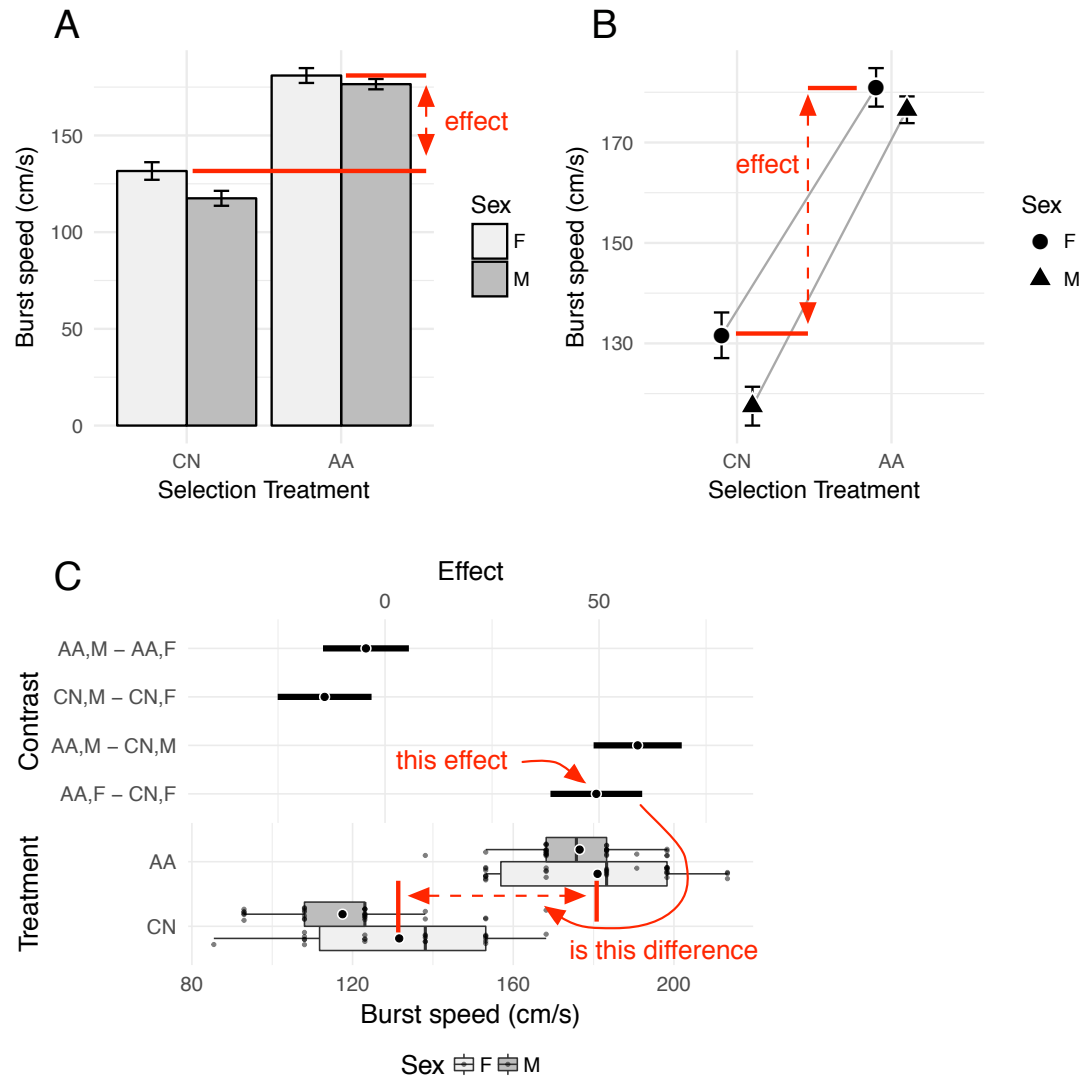 A
Burst speed (cm/s)
150
100
50
0
effect
CN
AA
Selection Treatment
Sex
F
M
B
Burst speed (cm/s)
170
150
130
effect
CN
AA
Selection Treatment
Sex
F
M
C
Effect
0
50
Contrast
AA,M − AA,F
CN,M − CN,F
AA,M − CN,M
AA,F − CN,F
this effect
Treatment
AA
CN
is this difference
80
120
160
200
Burst speed (cm/s)
Sex F M